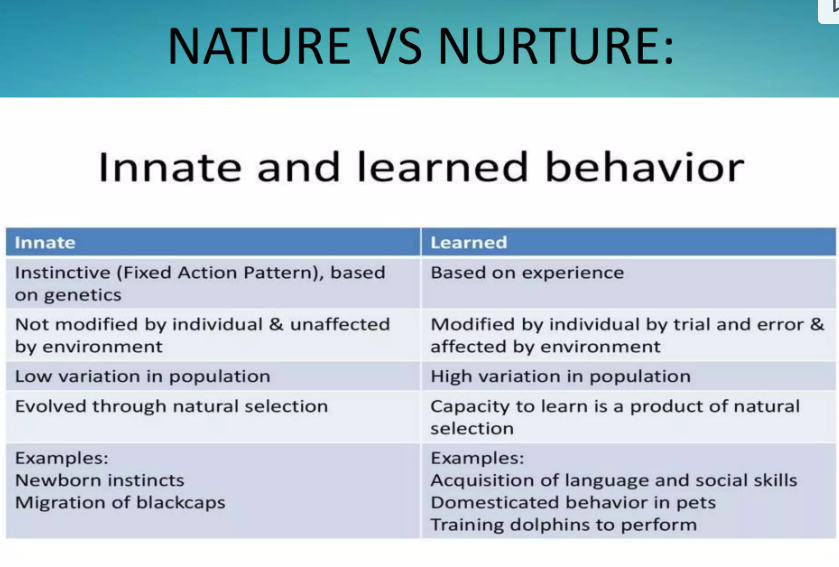 NATURE VS NURTURE:
Innate and learned behavior
Innate
Learned
Instinctive (Fixed Action Pattern), based
on genetics
Based on experience
Not modified by individual & unaffected
by environment
Modified by individual by trial and error &
affected by environment
Low variation in population
High variation in population
Evolved through natural selection
Capacity to learn is a product of natural
selection
Examples:
Newborn instincts
Migration of blackcaps
Examples:
Acquisition of language and social skills
Domesticated behavior in pets
Training dolphins to perform